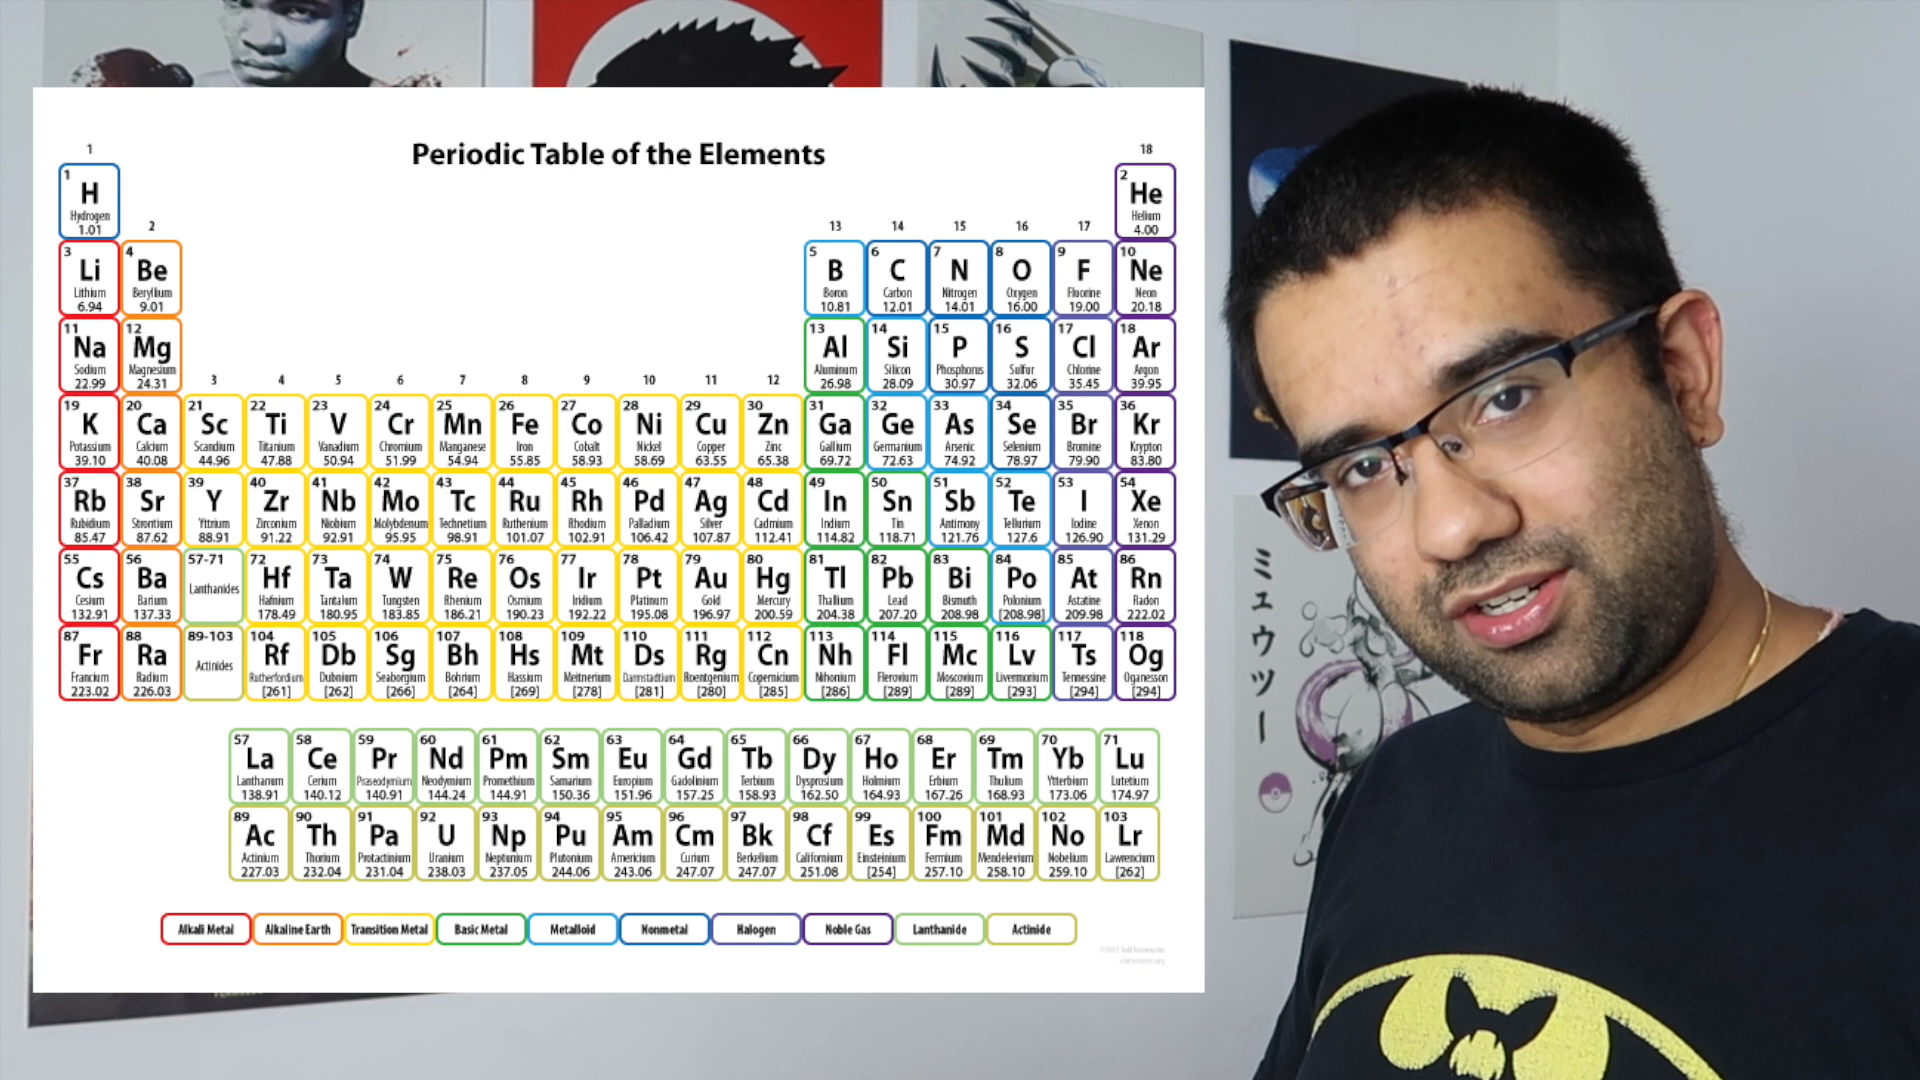 Periodic Table of the Elements
1 18
1 2
H He
Hydrogen Helium
1.01 4.00
2 13 14 15 16 17
3 4 5 6 7 8 9 10
Li Be B C N O F Ne
Lithium Beryllium Boron Carbon Nitrogen Oxygen Fluorine Neon
6.94 9.01 10.81 12.01 14.01 16.00 19.00 20.18
11 12 13 14 15 16 17 18
Na Mg Al Si P S Cl Ar
Sodium Magnesium Aluminum Silicon Phosphorus Sulfur Chlorine Argon
22.99 24.31 26.98 28.09 30.97 32.06 35.45 39.95
3 4 5 6 7 8 9 10 11 12
19 20 21 22 23 24 25 26 27 28 29 30 31 32 33 34 35 36
K Ca Sc Ti V Cr Mn Fe Co Ni Cu Zn Ga Ge As Se Br Kr
Potassium Calcium Scandium Titanium Vanadium Chromium Manganese Iron Cobalt Nickel Copper Zinc Gallium Germanium Arsenic Selenium Bromine Krypton
39.10 40.08 44.96 47.88 50.94 51.99 54.94 55.85 58.93 58.69 63.55 65.38 69.72 72.63 74.92 78.97 79.90 83.80
37 38 39 40 41 42 43 44 45 46 47 48 49 50 51 52 53 54
Rb Sr Y Zr Nb Mo Tc Ru Rh Pd Ag Cd In Sn Sb Te I Xe
Rubidium Strontium Yttrium Zirconium Niobium Molybdenum Technetium Ruthenium Rhodium Palladium Silver Cadmium Indium Tin Antimony Tellurium Iodine Xenon
85.47 87.62 88.91 91.22 92.91 95.95 98.91 101.07 102.91 106.42 107.87 112.41 114.82 118.71 121.76 127.6 126.90 131.29
55 56 57-71 72 73 74 75 76 77 78 79 80 81 82 83 84 85 86
Cs Ba Lanthanides Hf Ta W Re Os Ir Pt Au Hg Tl Pb Bi Po At Rn
Cesium Barium Hafnium Tantalum Tungsten Rhenium Osmium Iridium Platinum Gold Mercury Thallium Lead Bismuth Polonium Astatine Radon
132.91 137.33 178.49 180.95 183.85 186.21 190.23 192.22 195.08 196.97 200.59 204.38 207.20 208.98 [208.98] 209.98 222.02
87 88 89-103 104 105 106 107 108 109 110 111 112 113 114 115 116 117 118
Fr Ra Actinides Rf Db Sg Bh Hs Mt Ds Rg Cn Nh Fl Mc Lv Ts Og
Francium Radium Rutherfordium Dubnium Seaborgium Bohrium Hassium Meitnerium Darmstadtium Roentgenium Copernicium Nihonium Flerovium Moscovium Livermorium Tennessine Oganesson
223.02 226.03 [261] [262] [266] [264] [269] [278] [281] [280] [285] [286] [289] [289] [293] [294] [294]
57 58 59 60 61 62 63 64 65 66 67 68 69 70 71
La Ce Pr Nd Pm Sm Eu Gd Tb Dy Ho Er Tm Yb Lu
Lanthanum Cerium Praseodymium Neodymium Promethium Samarium Europium Gadolinium Terbium Dysprosium Holmium Erbium Thulium Ytterbium Lutetium
138.91 140.12 140.91 144.24 144.91 150.36 151.96 157.25 158.93 162.50 164.93 167.26 168.93 173.06 174.97
89 90 91 92 93 94 95 96 97 98 99 100 101 102 103
Ac Th Pa U Np Pu Am Cm Bk Cf Es Fm Md No Lr
Actinium Thorium Protactinium Uranium Neptunium Plutonium Americium Curium Berkelium Californium Einsteinium Fermium Mendelevium Nobelium Lawrencium
227.03 232.04 231.04 238.03 237.05 244.06 243.06 247.07 247.07 251.08 [254] 257.10 258.10 259.10 [262]
Alkali Metal Alkaline Earth Transition Metal Basic Metal Metalloid Nonmetal Halogen Noble Gas Lanthanide Actinide
ミュウツー